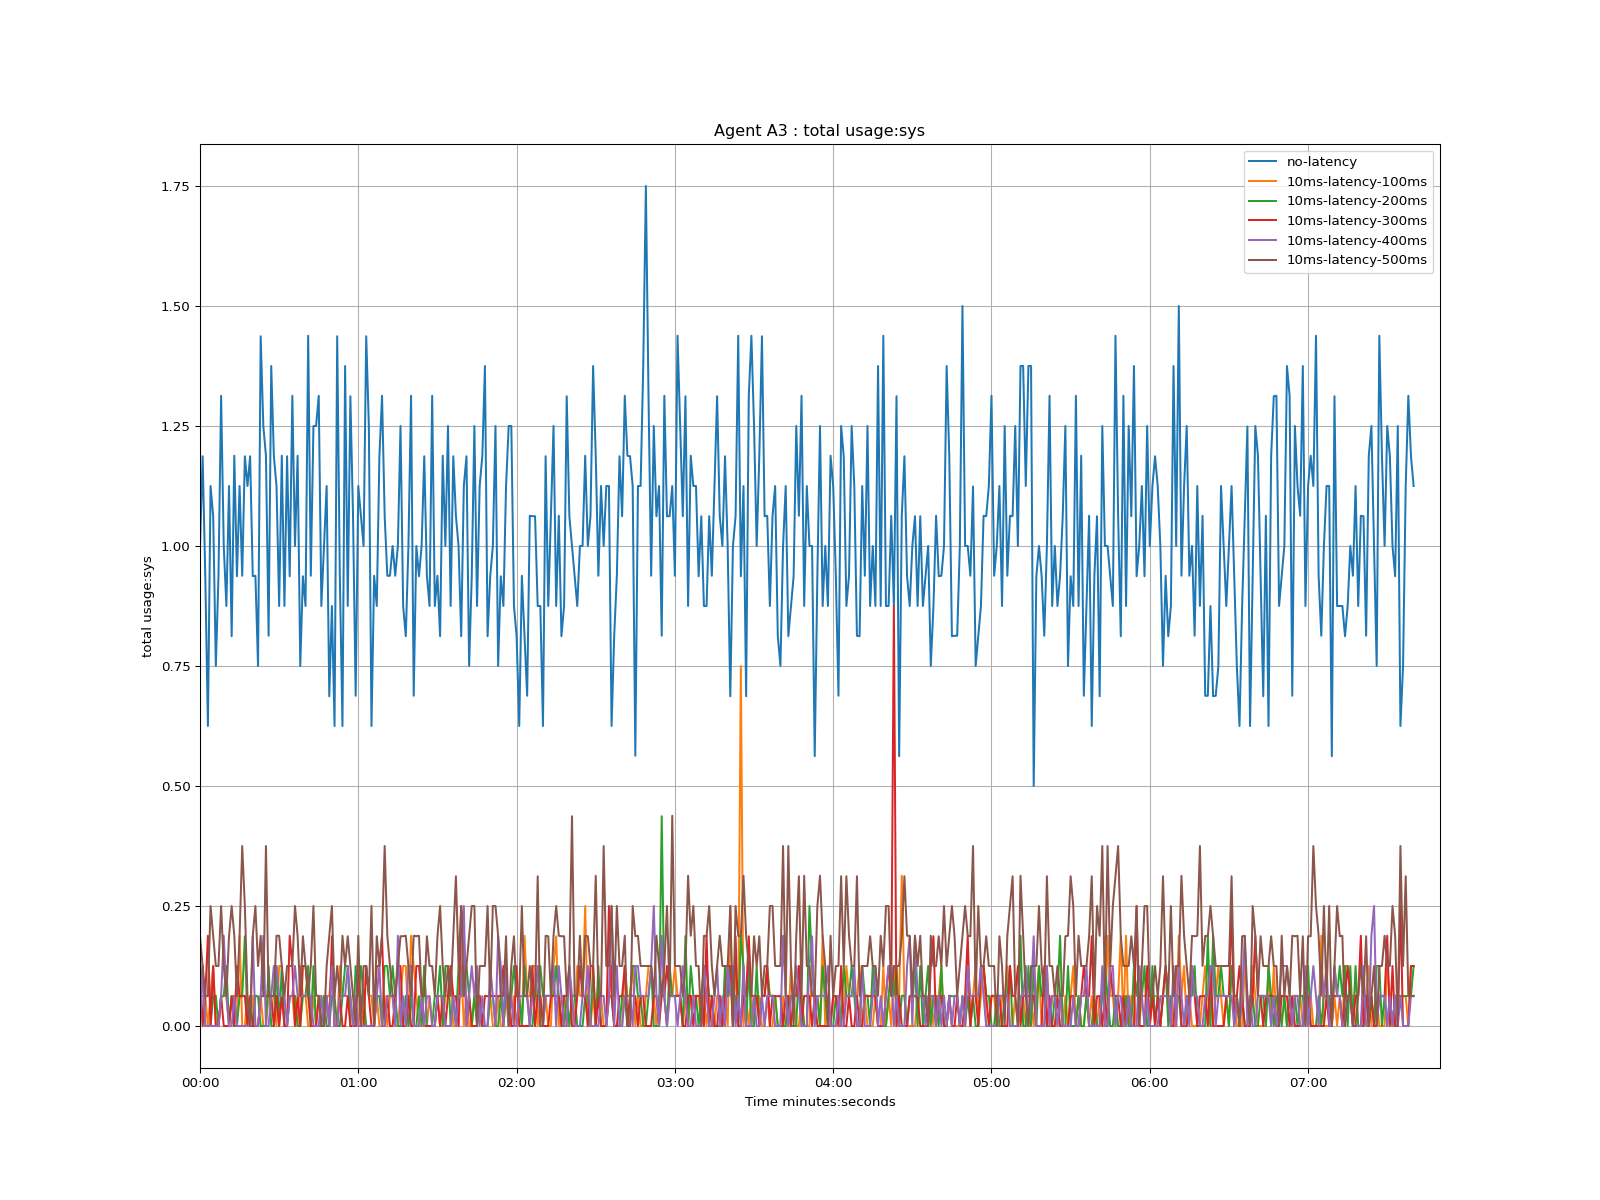 Agent A3 : total usage:sys
no-latency
10ms-latency-100ms
10ms-latency-200ms
10ms-latency-300ms
10ms-latency-400ms
10ms-latency-500ms
total usage:sys
1.75
1.50
1.25
1.00
0.75
0.50
0.25
0.00
00:00 01:00 02:00 03:00 04:00 05:00 06:00 07:00
Time minutes:seconds